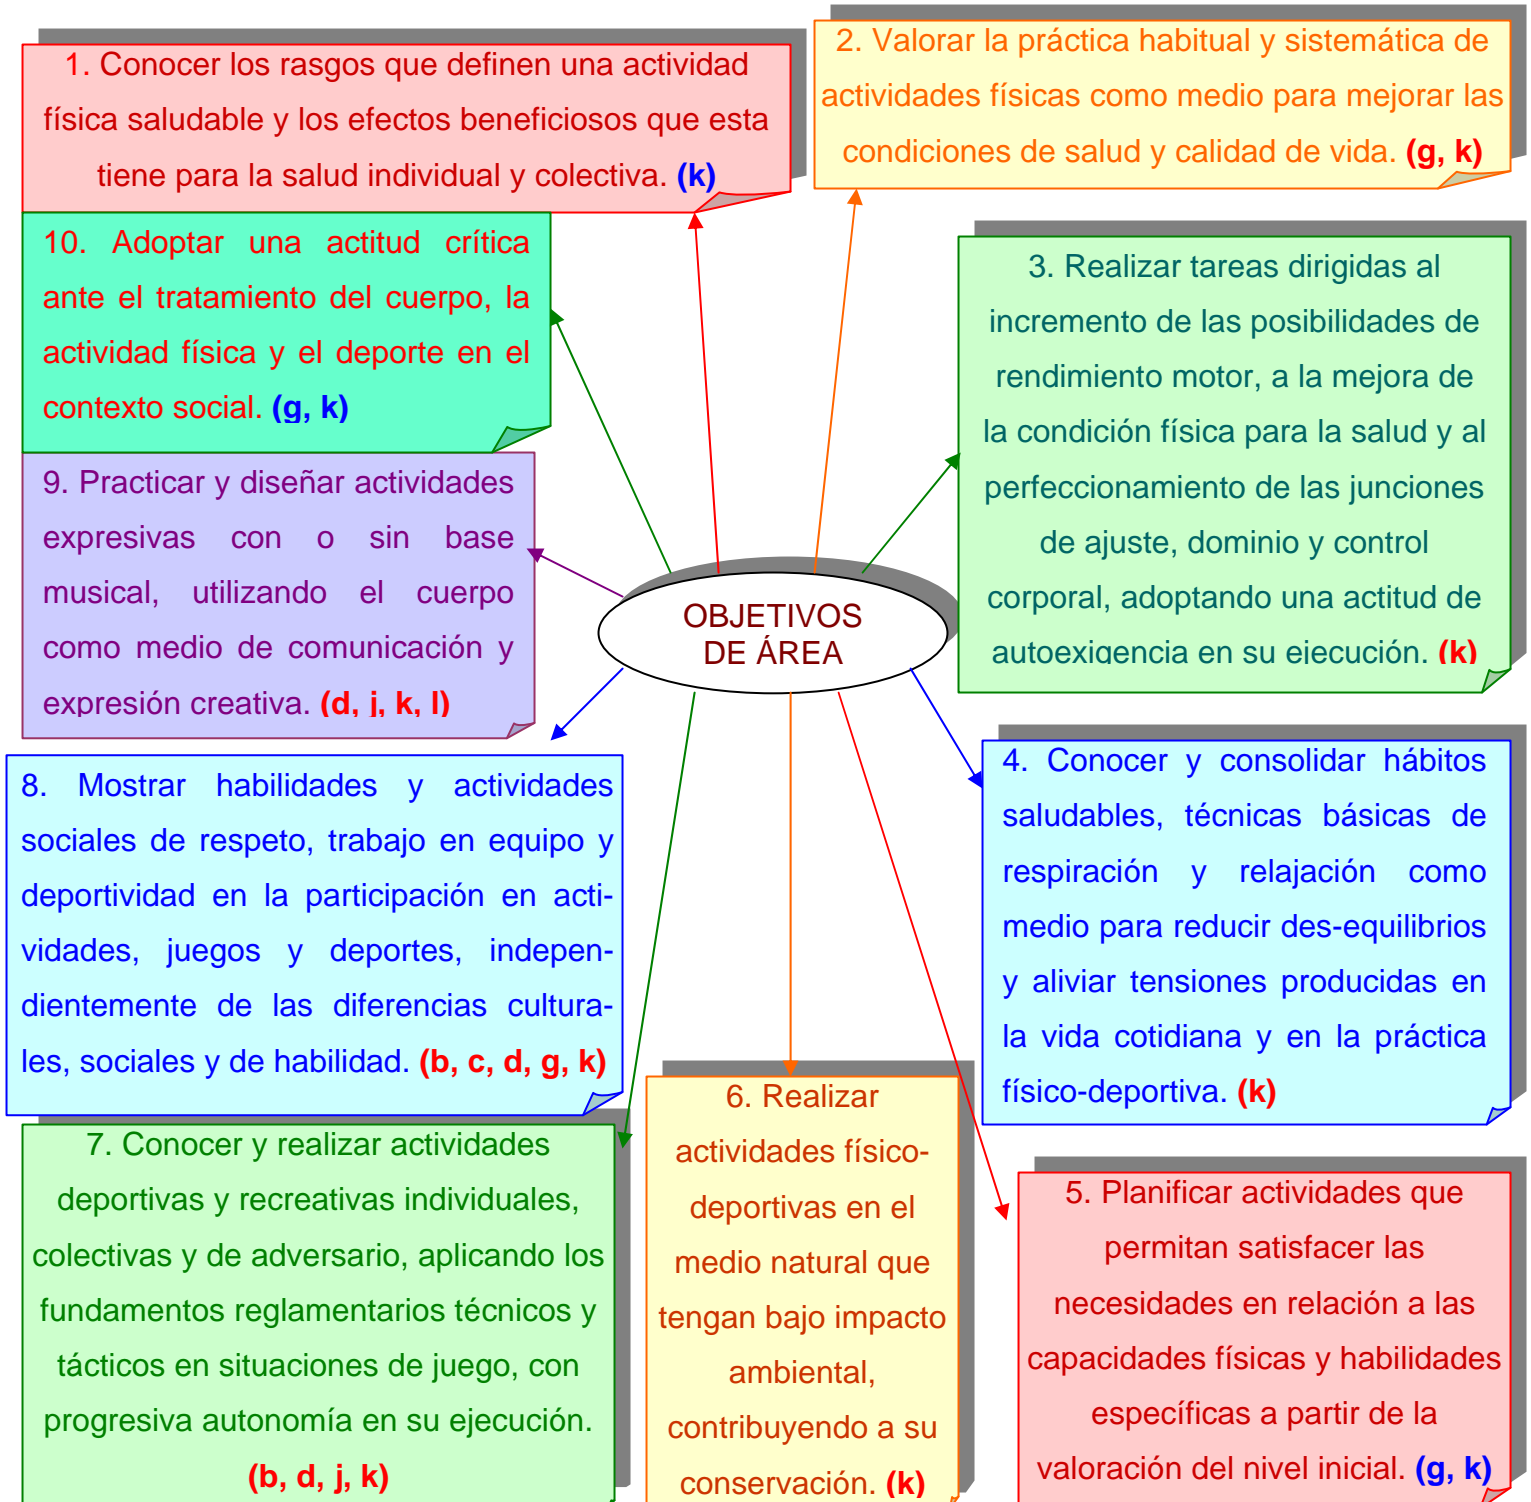 1. Conocer los rasgos que definen una actividad
física saludable y los efectos beneficiosos que esta
tiene para la salud individual y colectiva. (k)
2. Valorar la práctica habitual y sistemática de
actividades físicas como medio para mejorar las
condiciones de salud y calidad de vida. (g, k)
10. Adoptar una actitud crítica
ante el tratamiento del cuerpo, la
actividad física y el deporte en el
contexto social. (g, k)
3. Realizar tareas dirigidas al
incremento de las posibilidades de
rendimiento motor, a la mejora de
la condición física para la salud y al
perfeccionamiento de las junciones
de ajuste, dominio y control
corporal, adoptando una actitud de
autoexigencia en su ejecución. (k)
9. Practicar y diseñar actividades
expresivas con o sin base
musical, utilizando el cuerpo
como medio de comunicación y
expresión creativa. (d, j, k, l)
OBJETIVOS
DE ÁREA
8. Mostrar habilidades y actividades
sociales de respeto, trabajo en equipo y
deportividad en la participación en acti-
vidades, juegos y deportes, indepen-
dientemente de las diferencias cultura-
les, sociales y de habilidad. (b, c, d, g, k)
4. Conocer y consolidar hábitos
saludables, técnicas básicas de
respiración y relajación como
medio para reducir des-equilibrios
y aliviar tensiones producidas en
la vida cotidiana y en la práctica
físico-deportiva. (k)
7. Conocer y realizar actividades
deportivas y recreativas individuales,
colectivas y de adversario, aplicando los
fundamentos reglamentarios técnicos y
tácticos en situaciones de juego, con
progresiva autonomía en su ejecución.
(b, d, j, k)
6. Realizar
actividades físico-
deportivas en el
medio natural que
tengan bajo impacto
ambiental,
contribuyendo a su
conservación. (k)
5. Planificar actividades que
permitan satisfacer las
necesidades en relación a las
capacidades físicas y habilidades
específicas a partir de la
valoración del nivel inicial. (g, k)